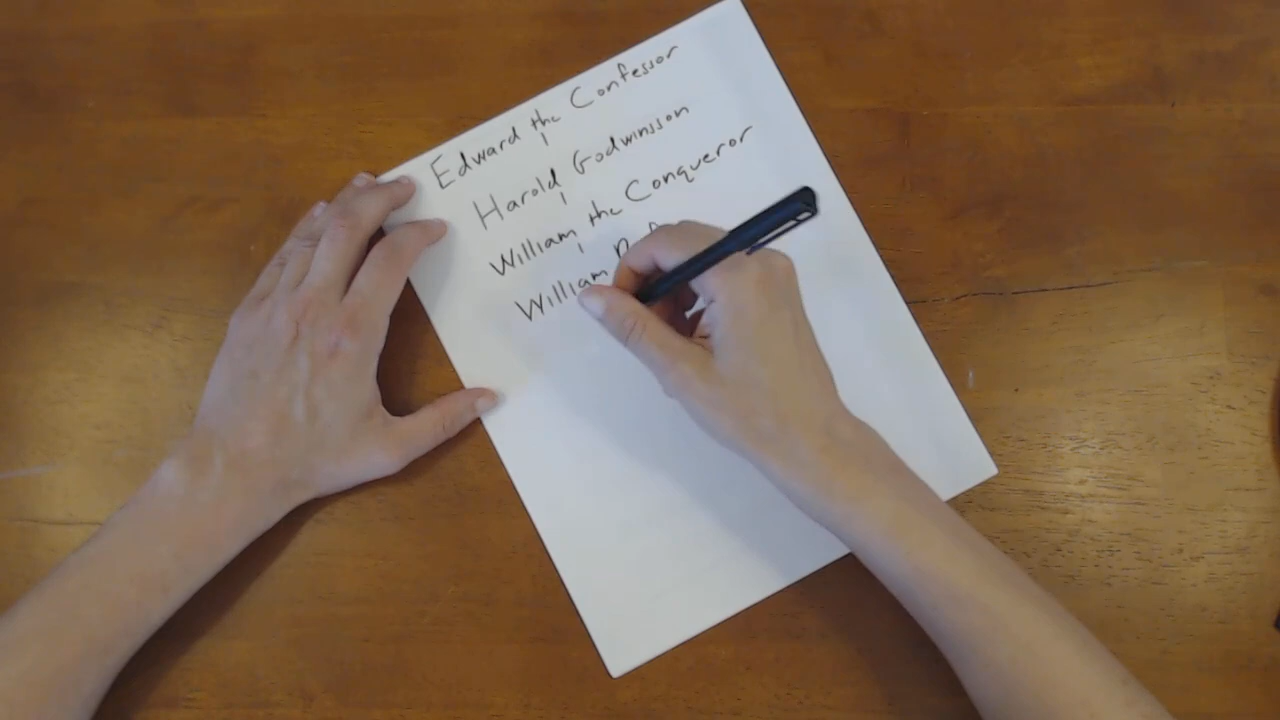 Edward the Confessor
Harold Godwinsson
William the Conqueror
William